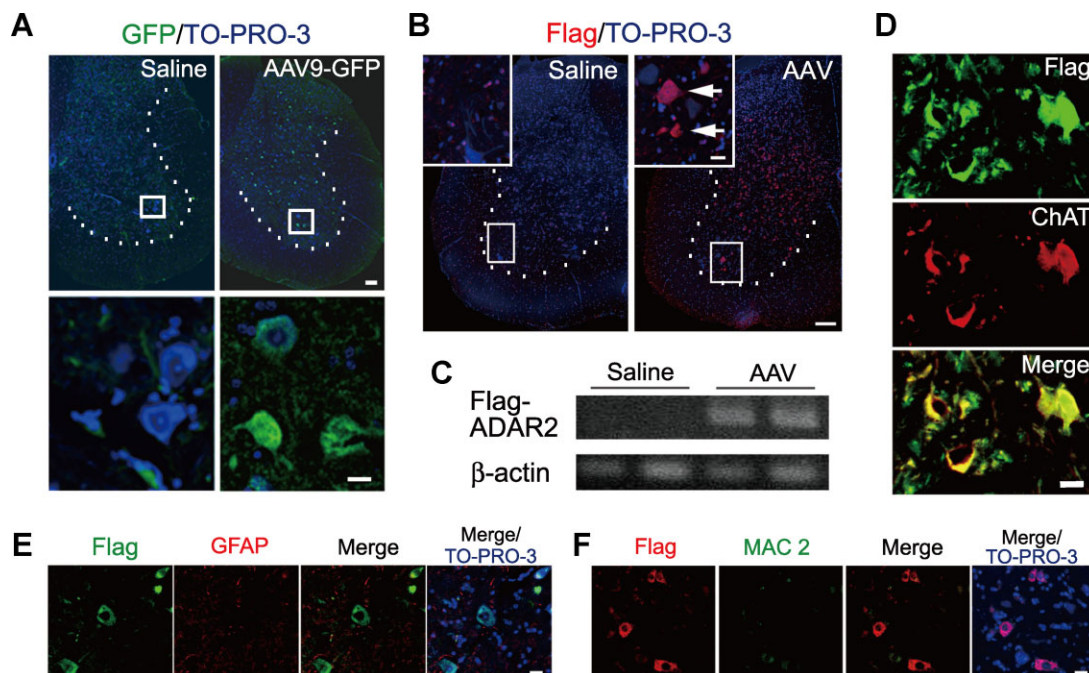 A
GFP/TO-PRO-3
Saline
AAV9-GFP
B
Flag/TO-PRO-3
Saline
AAV
C
Saline AAV
Flag-
ADAR2
β-actin
D
Flag
ChAT
Merge
E
Flag
GFAP
Merge
Merge/
TO-PRO-3
F
Flag
MAC 2
Merge
Merge/
TO-PRO-3